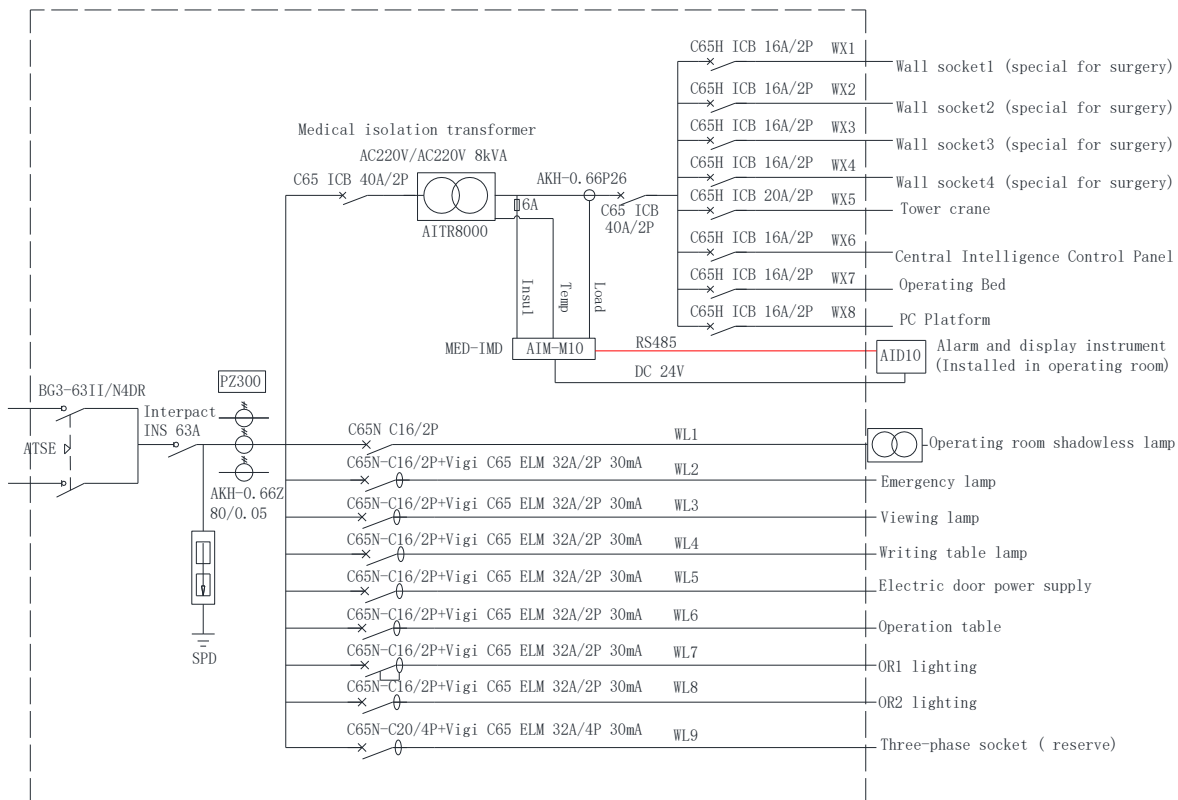 C65H ICB 16A/2P WX1
Wall socket1 (special for surgery)
C65H ICB 16A/2P WX2
Wall socket2 (special for surgery)
C65H ICB 16A/2P WX3
Wall socket3 (special for surgery)
C65H ICB 16A/2P WX4
Wall socket4 (special for surgery)
C65H ICB 20A/2P WX5
Tower crane
C65H ICB 16A/2P WX6
Central Intelligence Control Panel
C65H ICB 16A/2P WX7
Operating Bed
C65H ICB 16A/2P WX8
PC Platform
Medical isolation transformer
AC220V/AC220V 8kVA
C65 ICB 40A/2P
AITR8000
6A
AKH-0.66P26
C65 ICB
40A/2P
Insul
Temp
Load
MED-IMD
AIM-M10
RS485
DC 24V
AID10
Alarm and display instrument
(Installed in operating room)
BG3-63II/N4DR
ATSE
Interpact
INS 63A
PZ300
AKH-0.66Z
80/0.05
SPD
C65N C16/2P WL1
Operating room shadowless lamp
C65N-C16/2P+Vigi C65 ELM 32A/2P 30mA WL2
Emergency lamp
C65N-C16/2P+Vigi C65 ELM 32A/2P 30mA WL3
Viewing lamp
C65N-C16/2P+Vigi C65 ELM 32A/2P 30mA WL4
Writing table lamp
C65N-C16/2P+Vigi C65 ELM 32A/2P 30mA WL5
Electric door power supply
C65N-C16/2P+Vigi C65 ELM 32A/2P 30mA WL6
Operation table
C65N-C16/2P+Vigi C65 ELM 32A/2P 30mA WL7
OR1 lighting
C65N-C16/2P+Vigi C65 ELM 32A/2P 30mA WL8
OR2 lighting
C65N-C20/4P+Vigi C65 ELM 32A/4P 30mA WL9
Three-phase socket ( reserve)